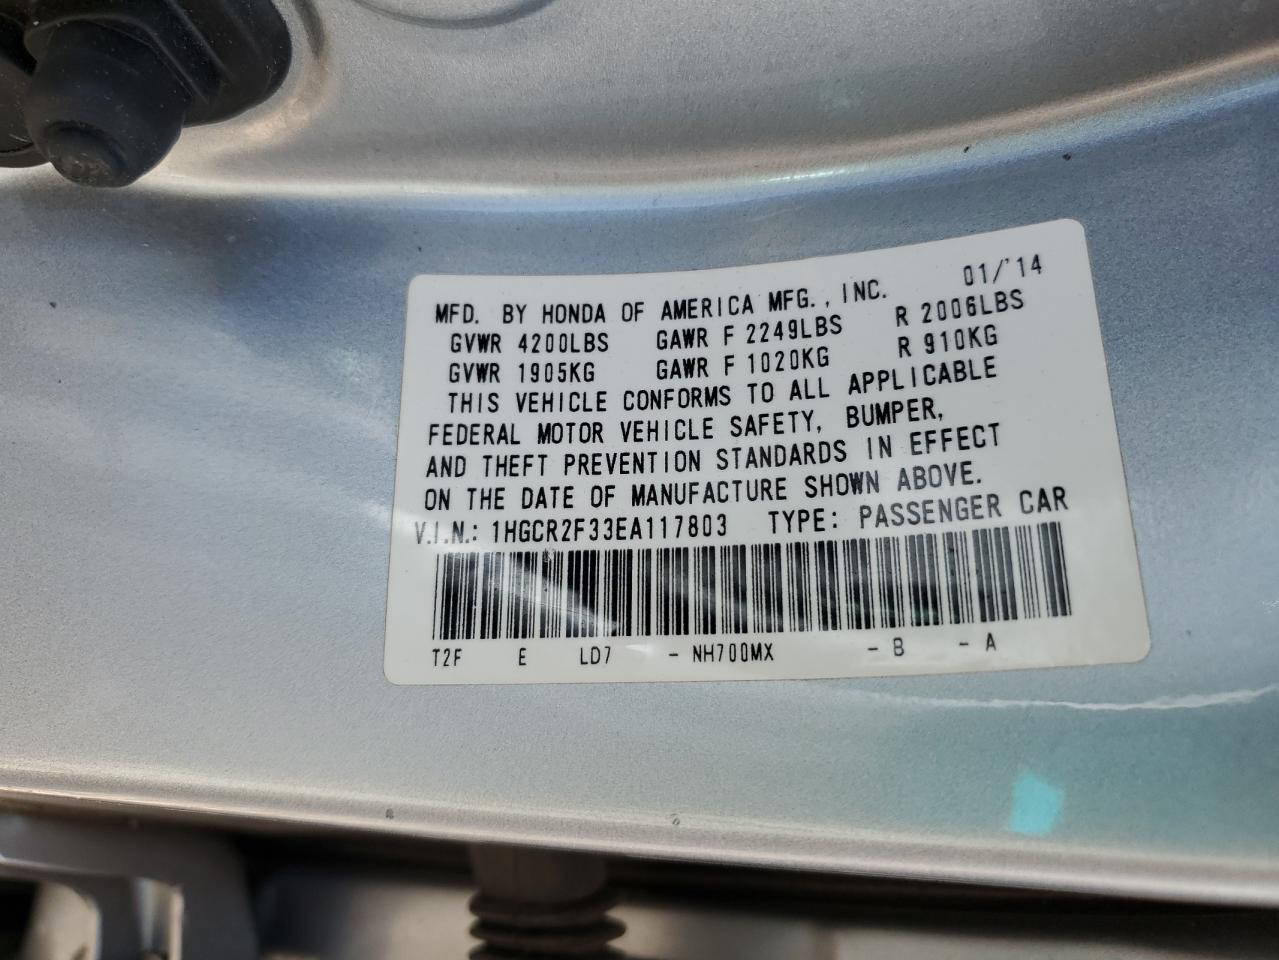 MFD. BY HONDA OF AMERICA MFG., INC. 01/'14
GVWR 4200LBS GAWR F 2249LBS R 2006LBS
GVWR 1905KG GAWR F 1020KG R 910KG
THIS VEHICLE CONFORMS TO ALL APPLICABLE
FEDERAL MOTOR VEHICLE SAFETY, BUMPER,
AND THEFT PREVENTION STANDARDS IN EFFECT
ON THE DATE OF MANUFACTURE SHOWN ABOVE.
V.I.N.: 1HGCR2F33EA117803 TYPE: PASSENGER CAR
T2F E LD7 - NH700MX - B - A